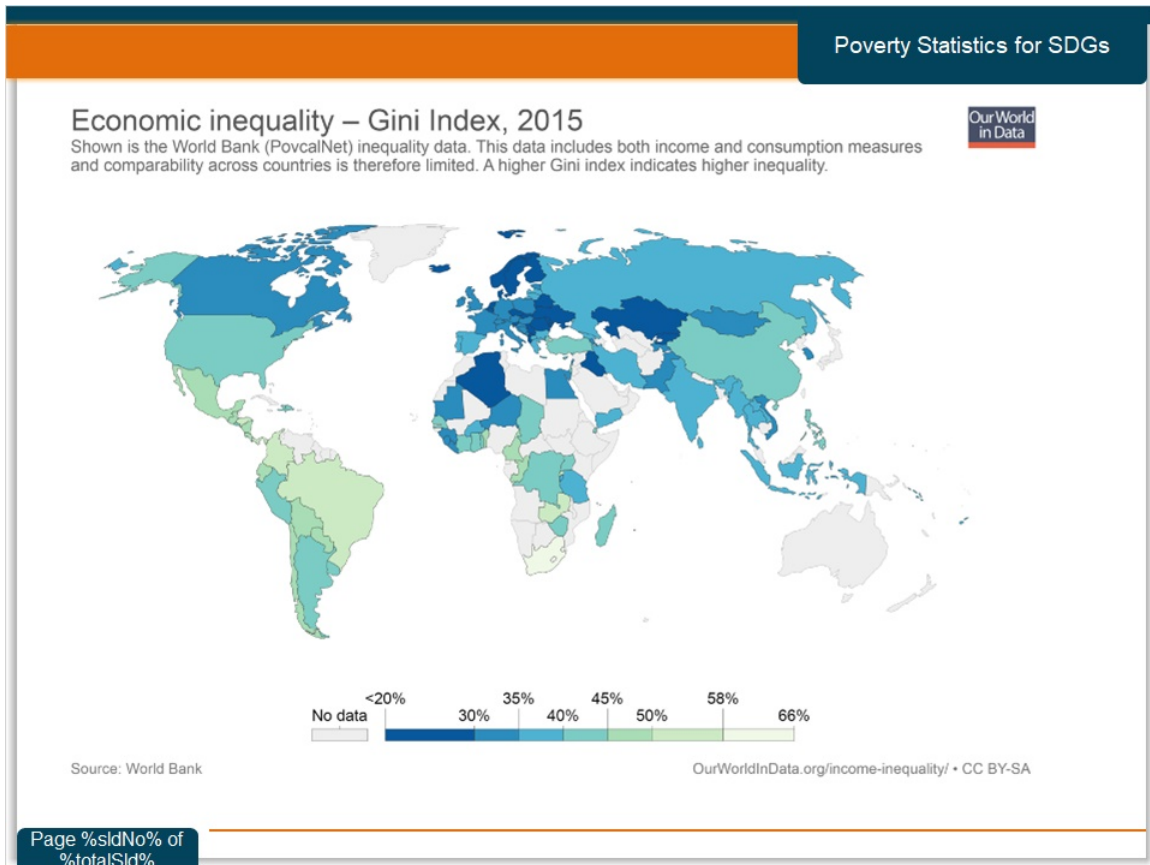 Poverty Statistics for SDGs
Economic inequality – Gini Index, 2015
Our World
in Data
Shown is the World Bank (PovcalNet) inequality data. This data includes both income and consumption measures
and comparability across countries is therefore limited. A higher Gini index indicates higher inequality.
<20% 35% 45% 58%
No data 30% 40% 50% 66%
Source: World Bank
OurWorldInData.org/income-inequality/ • CC BY-SA
Page %sldNo% of
%totalSld%